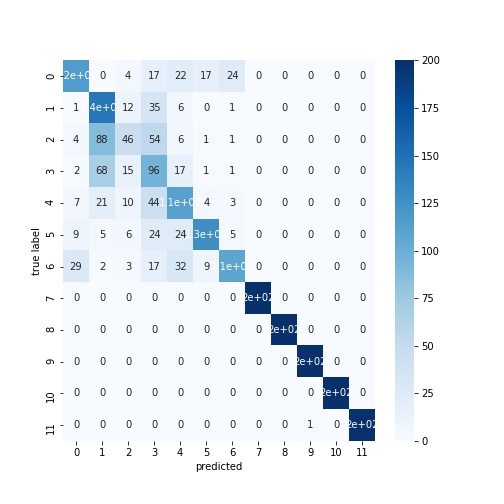 0 2e+0 0 4 17 22 17 24 0 0 0 0 0 200
1 1 4e+0 12 35 6 0 1 0 0 0 0 0 175
2 4 88 46 54 6 1 1 0 0 0 0 0 150
3 2 68 15 96 17 1 1 0 0 0 0 0 125
4 7 21 10 44 1e+0 4 3 0 0 0 0 0 100
5 9 5 6 24 24 3e+0 5 0 0 0 0 0
true label
6 29 2 3 17 32 9 1e+0 0 0 0 0 0 75
7 0 0 0 0 0 0 0 2e+02 0 0 0 0
8 0 0 0 0 0 0 0 0 2e+02 0 0 0 50
9 0 0 0 0 0 0 0 0 0 2e+02 0 0
10 0 0 0 0 0 0 0 0 0 0 2e+02 0 25
11 0 0 0 0 0 0 0 0 0 1 0 2e+02 0
0 1 2 3 4 5 6 7 8 9 10 11
predicted